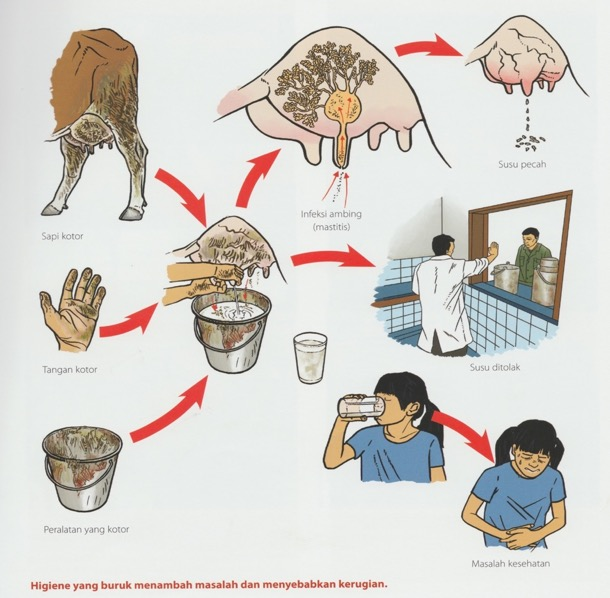 Sapi kotor
Infeksi ambing
(mastitis)
Susu pecah
Tangan kotor
Susu ditolak
Peralatan yang kotor
Masalah kesehatan
Higiene yang buruk menambah masalah dan menyebabkan kerugian.